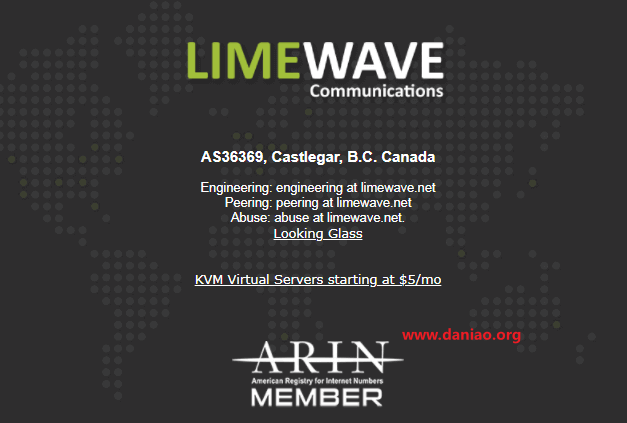 LIMEWAVE
Communications
AS36369, Castlegar, B.C. Canada
Engineering: engineering at limewave.net
Peering: peering at limewave.net
Abuse: abuse at limewave.net.
Looking Glass
KVM Virtual Servers starting at $5/mo
www.daniao.org
ARIN
American Registry for Internet Numbers
MEMBER